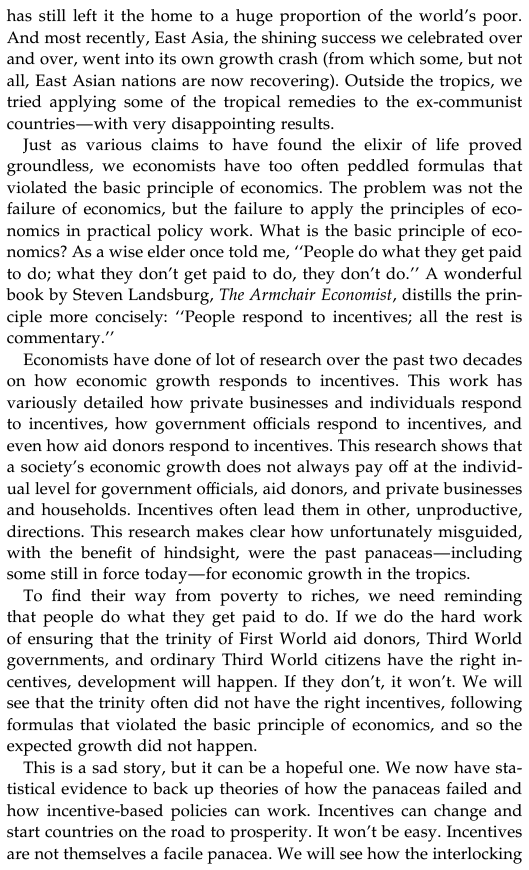 has still left it the home to a huge proportion of the world's poor.
And most recently, East Asia, the shining success we celebrated over
and over, went into its own growth crash (from which some, but not
all, East Asian nations are now recovering). Outside the tropics, we
tried applying some of the tropical remedies to the ex-communist
countries—with very disappointing results.
Just as various claims to have found the elixir of life proved
groundless, we economists have too often peddled formulas that
violated the basic principle of economics. The problem was not the
failure of economics, but the failure to apply the principles of eco-
nomics in practical policy work. What is the basic principle of eco-
nomics? As a wise elder once told me, ‘‘People do what they get paid
to do; what they don't get paid to do, they don't do.’’ A wonderful
book by Steven Landsburg, The Armchair Economist, distills the prin-
ciple more concisely: ‘‘People respond to incentives; all the rest is
commentary.’’
Economists have done of lot of research over the past two decades
on how economic growth responds to incentives. This work has
variously detailed how private businesses and individuals respond
to incentives, how government officials respond to incentives, and
even how aid donors respond to incentives. This research shows that
a society's economic growth does not always pay off at the individ-
ual level for government officials, aid donors, and private businesses
and households. Incentives often lead them in other, unproductive,
directions. This research makes clear how unfortunately misguided,
with the benefit of hindsight, were the past panaceas—including
some still in force today—for economic growth in the tropics.
To find their way from poverty to riches, we need reminding
that people do what they get paid to do. If we do the hard work
of ensuring that the trinity of First World aid donors, Third World
governments, and ordinary Third World citizens have the right in-
centives, development will happen. If they don't, it won't. We will
see that the trinity often did not have the right incentives, following
formulas that violated the basic principle of economics, and so the
expected growth did not happen.
This is a sad story, but it can be a hopeful one. We now have sta-
tistical evidence to back up theories of how the panaceas failed and
how incentive-based policies can work. Incentives can change and
start countries on the road to prosperity. It won't be easy. Incentives
are not themselves a facile panacea. We will see how the interlocking